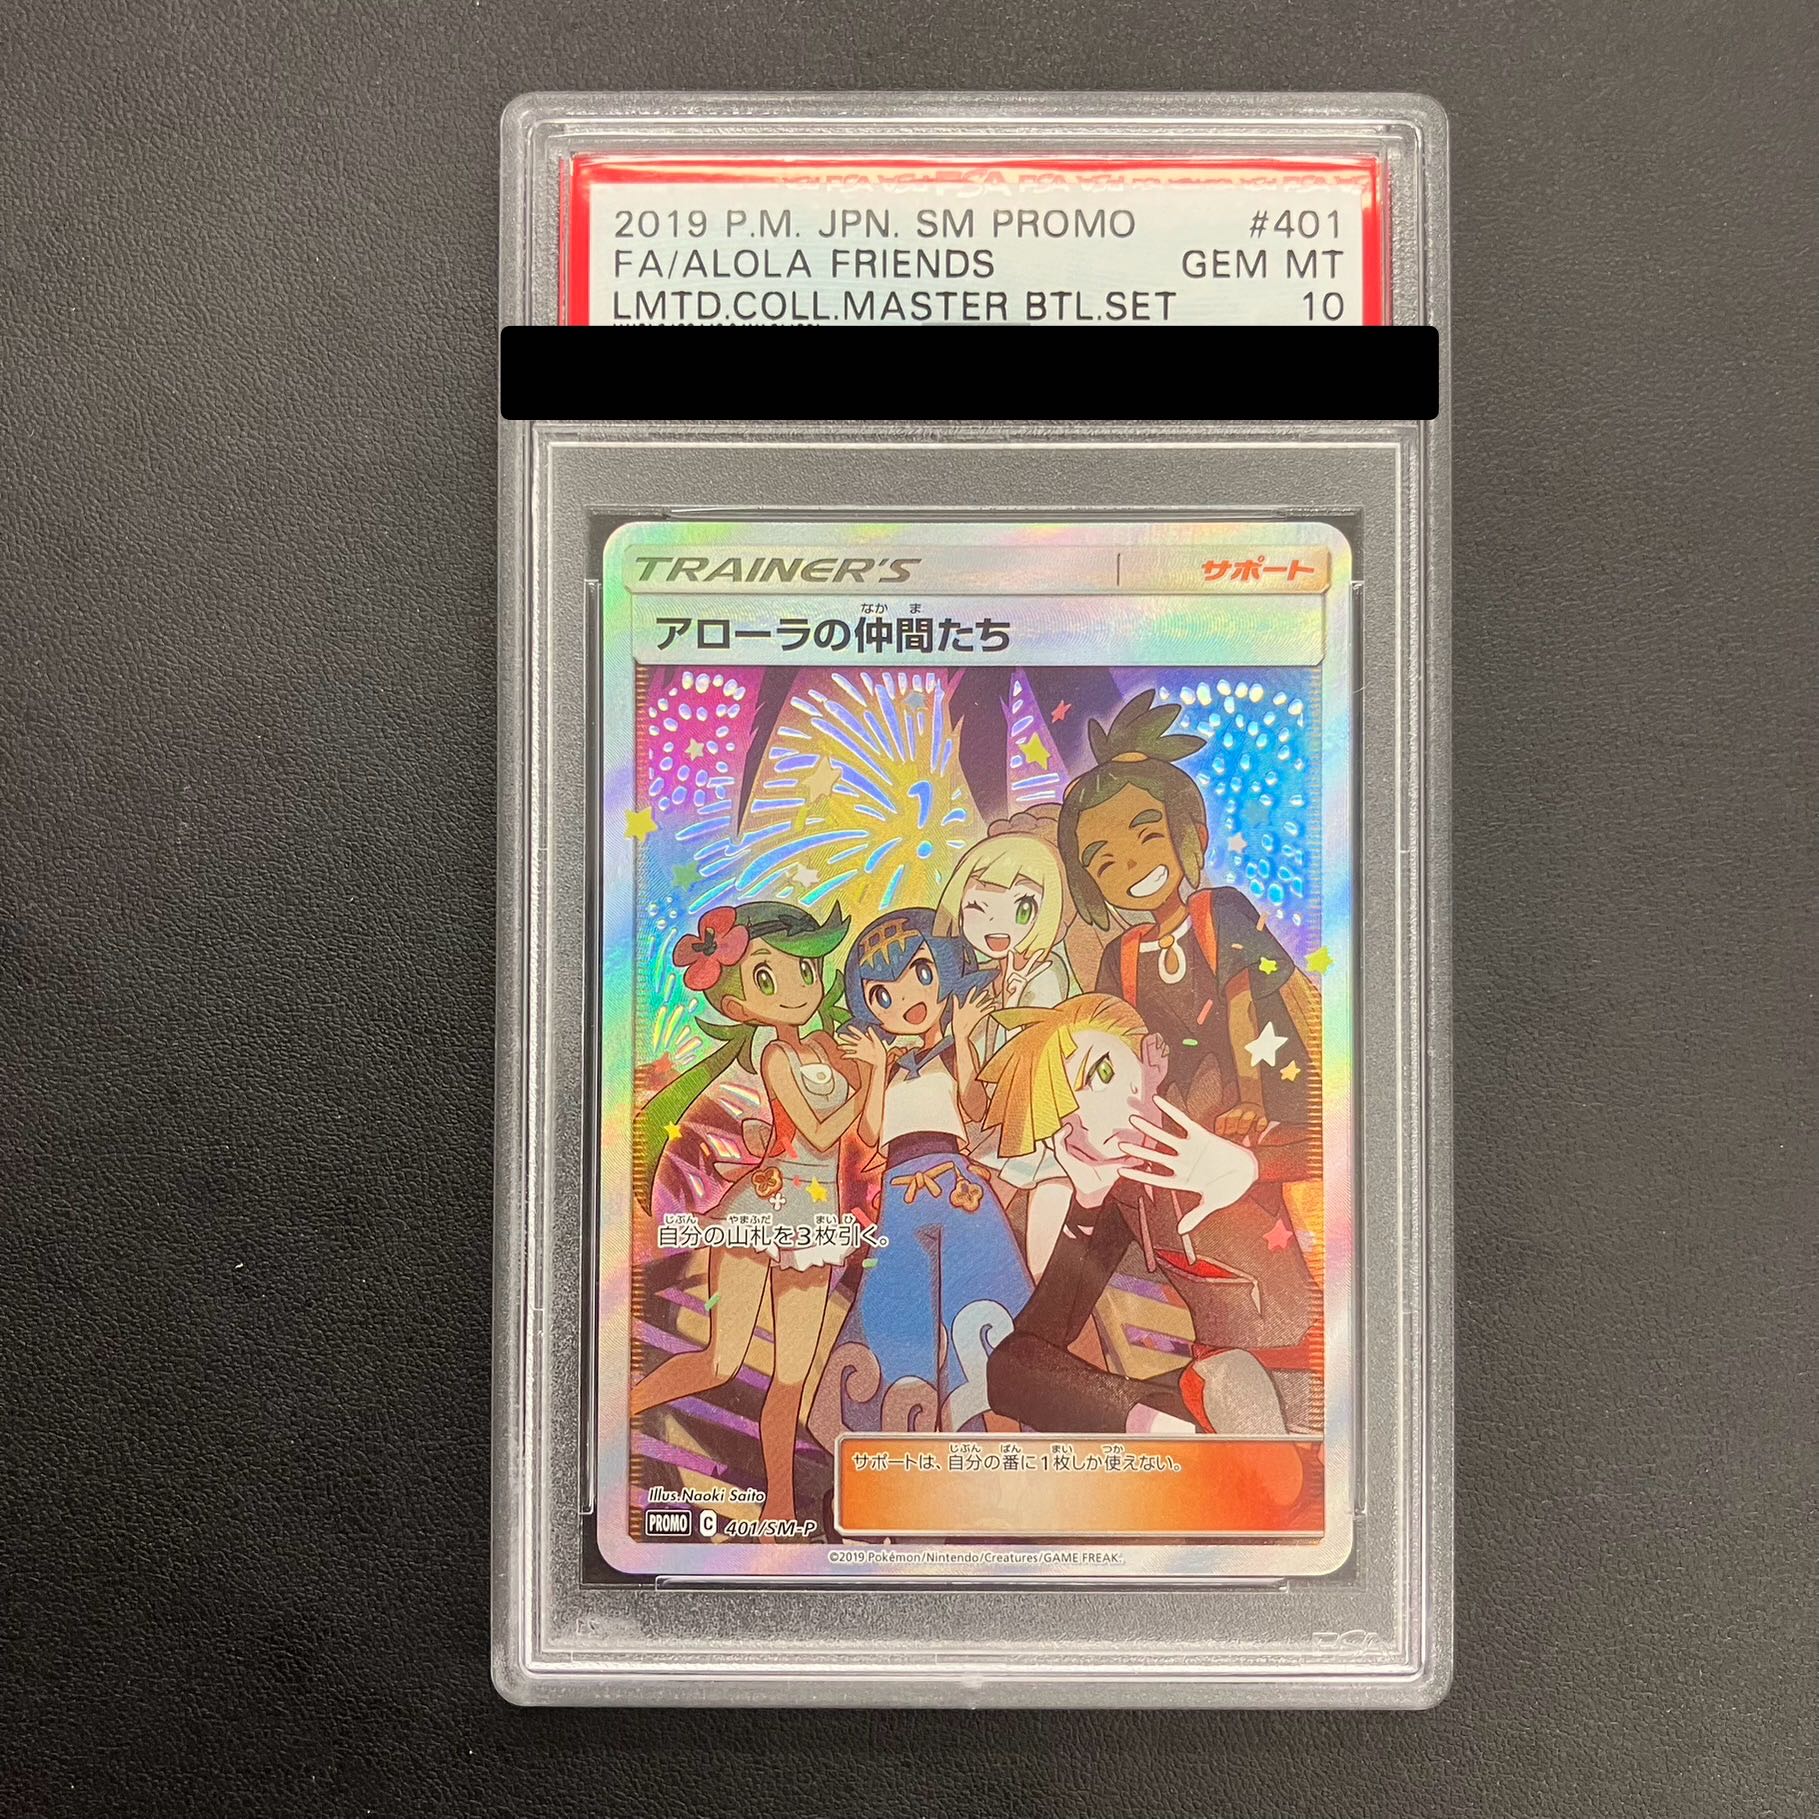 2019 P.M. JPN. SM PROMO #401
FA/ALOLA FRIENDS GEM MT
LMTD.COLL.MASTER BTL.SET 10
TRAINER'S サポート
なかま
アローラの仲間たち
じぶん やまふだ まい ひ
自分の山札を3枚引く。
じぶん ばん まい つか
サポートは、自分の番に1枚しか使えない。
Illus.Naoki Saito
PROMO C 401/SM-P
©2019 Pokémon/Nintendo/Creatures/GAME FREAK.
PSA